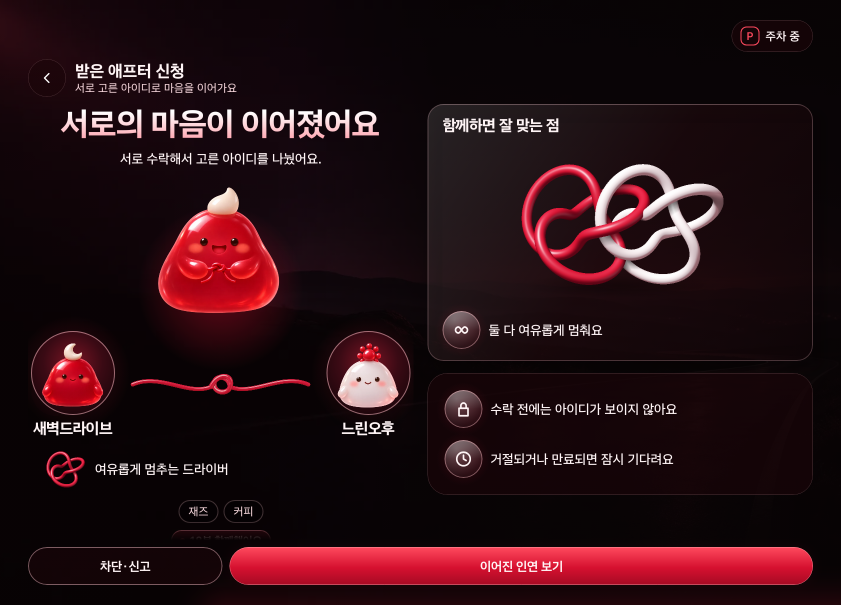 P 주차 중
받은 애프터 신청
서로 고른 아이디로 마음을 이어가요
서로의 마음이 이어졌어요
서로 수락해서 고른 아이디를 나눴어요.
새벽드라이브
느린오후
여유롭게 멈추는 드라이버
재즈
커피
함께하면 잘 맞는 점
둘 다 여유롭게 멈춰요
수락 전에는 아이디가 보이지 않아요
거절되거나 만료되면 잠시 기다려요
차단·신고
이어진 인연 보기